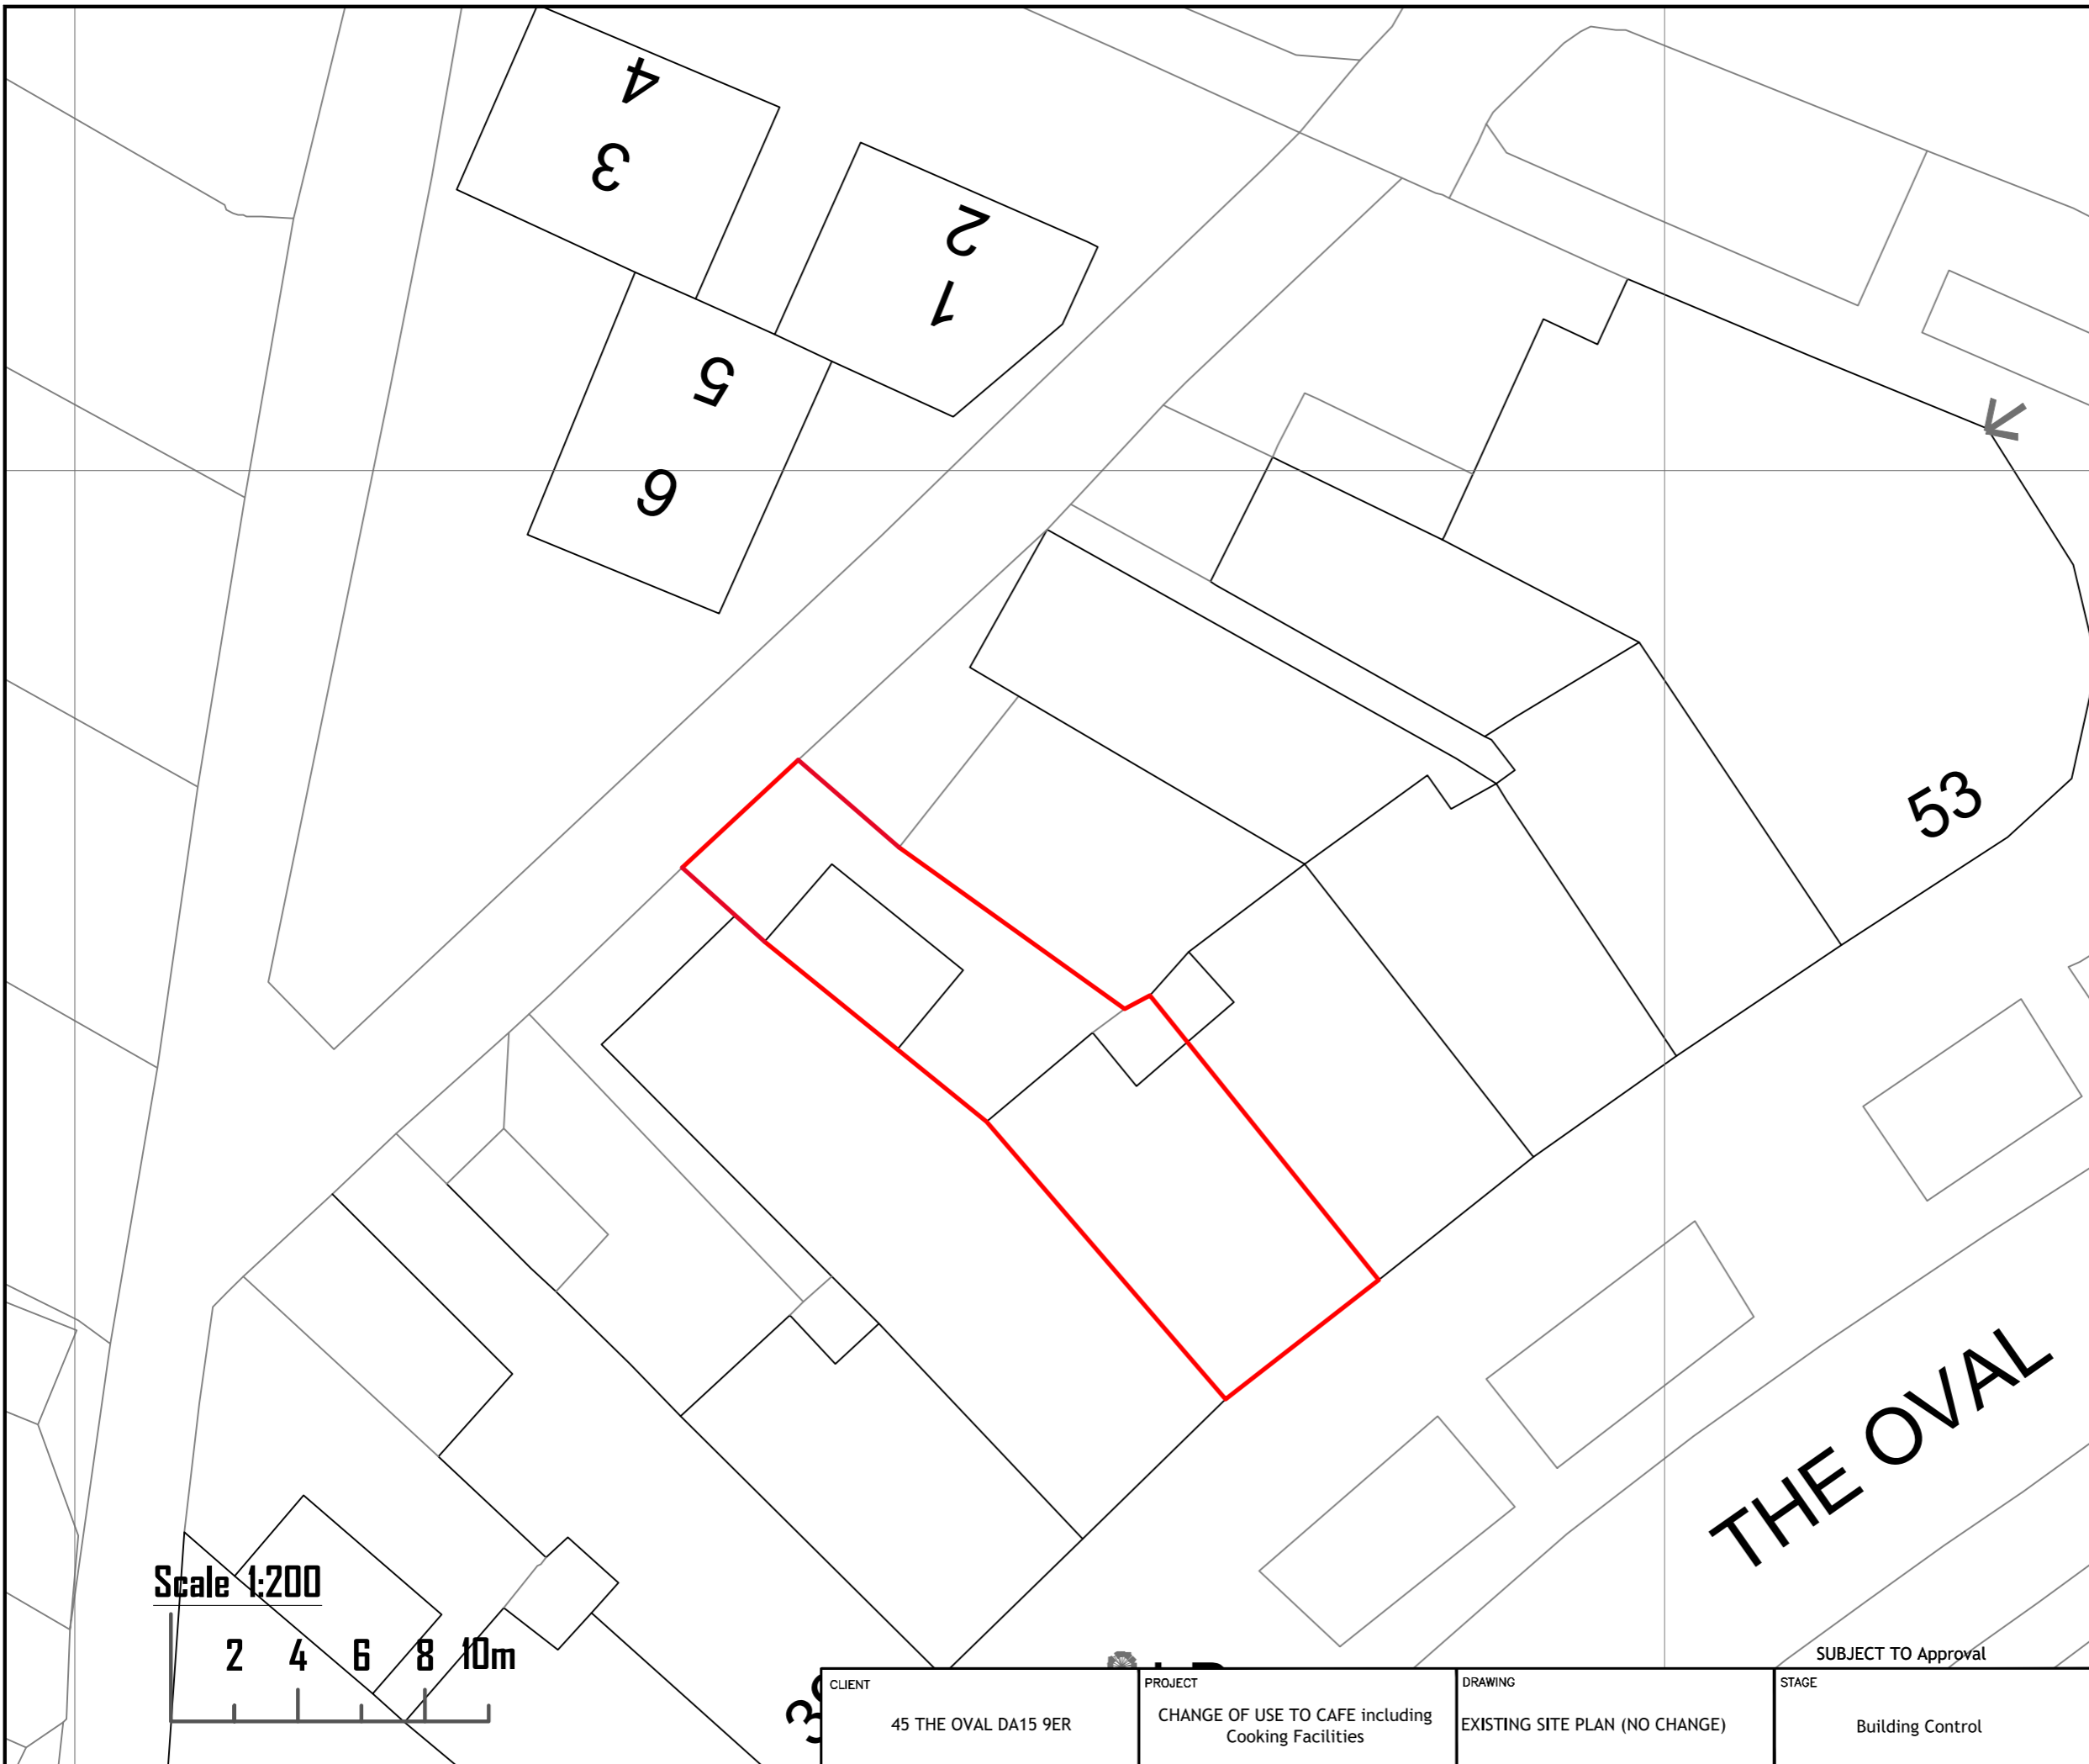 4
3
2
1
5
6
53
THE OVAL
Scale 1:200
2 4 6 8 10m
SUBJECT TO Approval
CLIENT
45 THE OVAL DA15 9ER
PROJECT
CHANGE OF USE TO CAFE including
Cooking Facilities
DRAWING
EXISTING SITE PLAN (NO CHANGE)
STAGE
Building Control